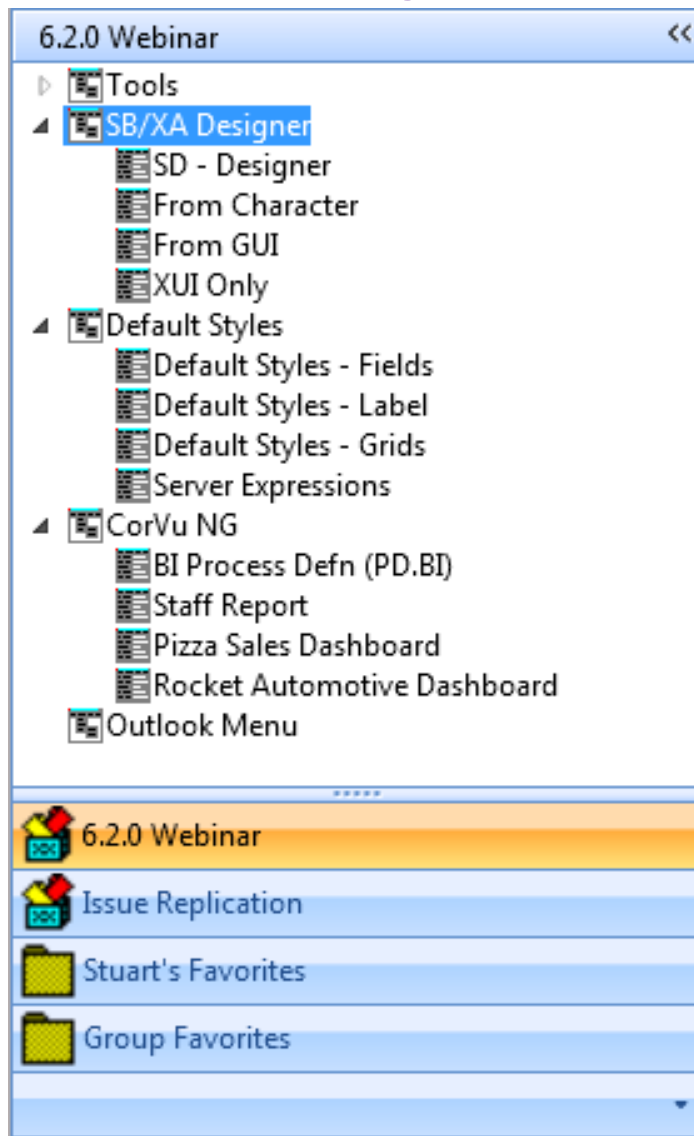 6.2.0 Webinar
Tools
SB/XA Designer
SD - Designer
From Character
From GUI
XUI Only
Default Styles
Default Styles - Fields
Default Styles - Label
Default Styles - Grids
Server Expressions
CorVu NG
BI Process Defn (PD.BI)
Staff Report
Pizza Sales Dashboard
Rocket Automotive Dashboard
Outlook Menu
6.2.0 Webinar
Issue Replication
Stuart's Favorites
Group Favorites